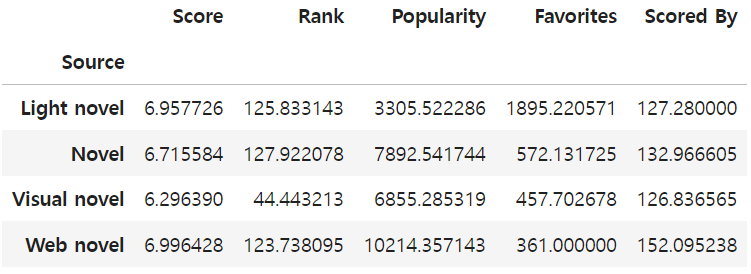 Score Rank Popularity Favorites Scored By
Source
Light novel 6.957726 125.833143 3305.522286 1895.220571 127.280000
Novel 6.715584 127.922078 7892.541744 572.131725 132.966605
Visual novel 6.296390 44.443213 6855.285319 457.702678 126.836565
Web novel 6.996428 123.738095 10214.357143 361.000000 152.095238